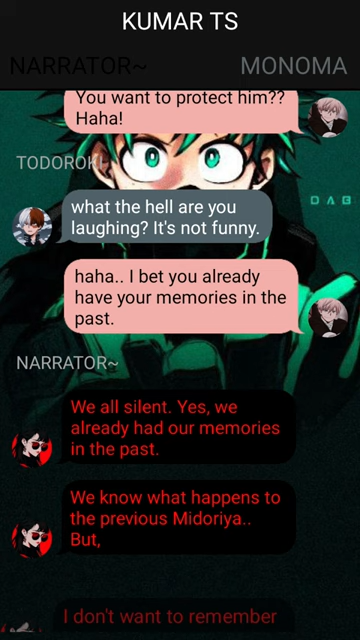 KUMAR TS
NARRATOR~
MONOMA
You want to protect him??
Haha!
TODOROKI
what the hell are you
laughing? It's not funny.
haha.. I bet you already
have your memories in the
past.
NARRATOR~
We all silent. Yes, we
already had our memories
in the past.
We know what happens to
the previous Midoriya..
But,
I don't want to remember